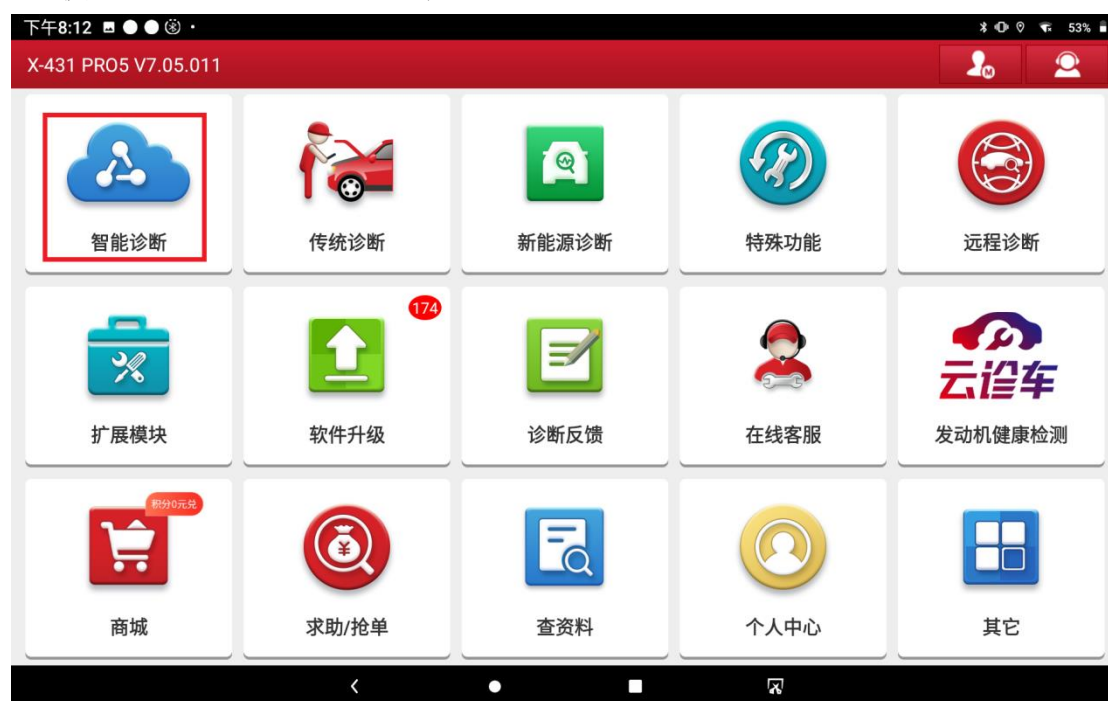 下午8:12
53%
X-431 PRO5 V7.05.011
M
智能诊断
传统诊断
新能源诊断
特殊功能
远程诊断
174
云诊车
扩展模块
软件升级
诊断反馈
在线客服
发动机健康检测
积分0元兑
¥
商城
求助/抢单
查资料
个人中心
其它